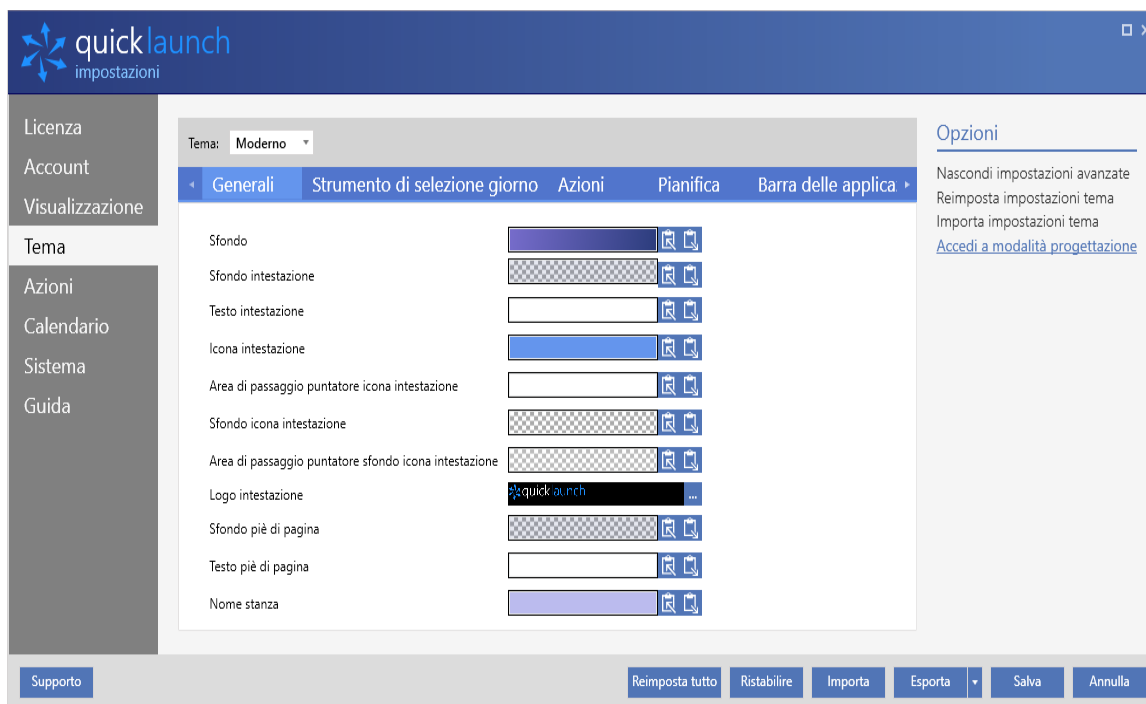 quicklaunch
impostazioni
Licenza
Account
Visualizzazione
Tema
Azioni
Calendario
Sistema
Guida
Tema: Moderno
Generali Strumento di selezione giorno Azioni Pianifica Barra delle applica
Sfondo
Sfondo intestazione
Testo intestazione
Icona intestazione
Area di passaggio puntatore icona intestazione
Sfondo icona intestazione
Area di passaggio puntatore sfondo icona intestazione
Logo intestazione quicklaunch ...
Sfondo piè di pagina
Testo piè di pagina
Nome stanza
Opzioni
Nascondi impostazioni avanzate
Reimposta impostazioni tema
Importa impostazioni tema
Accedi a modalità progettazione
Supporto Reimposta tutto Ristabilire Importa Esporta Salva Annulla